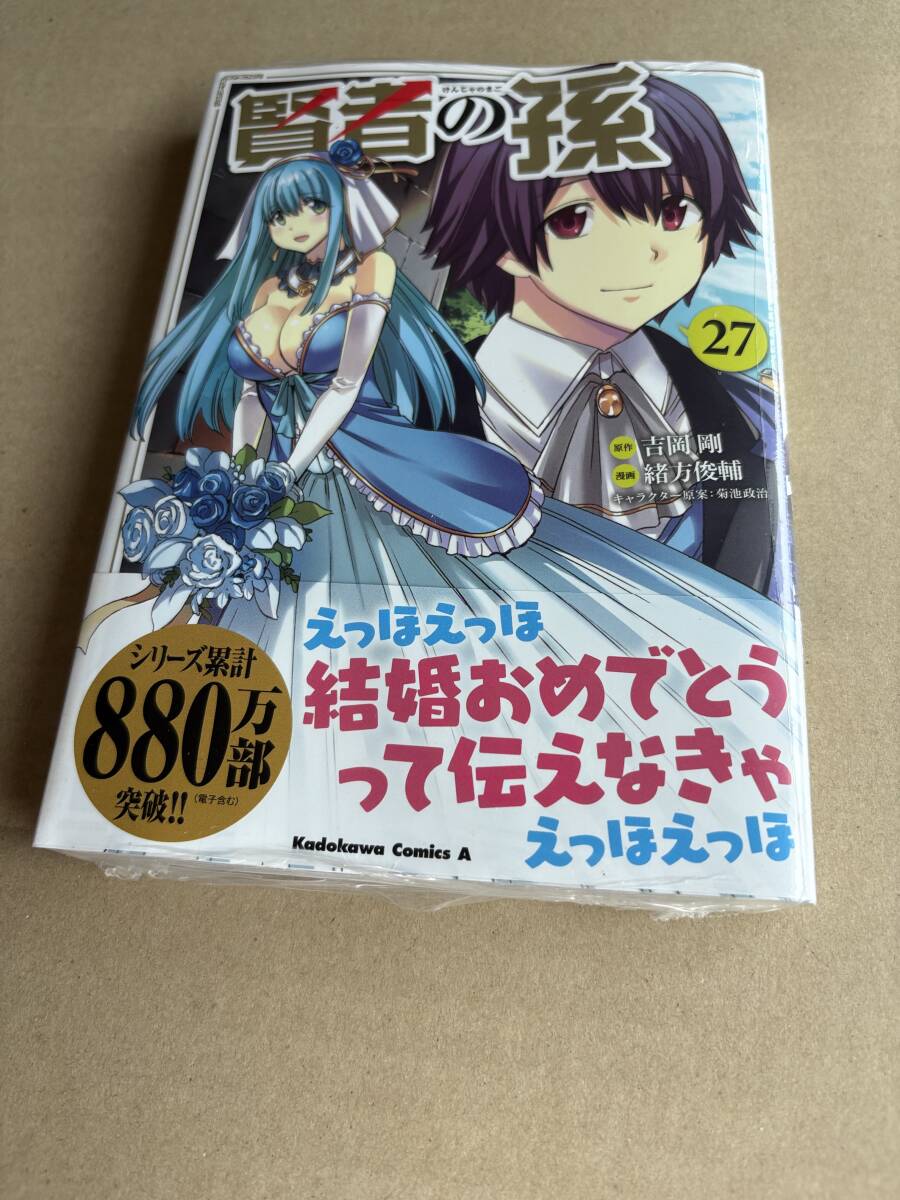 けんじゃのまご
賢者の孫
27
原作 吉岡 剛
漫画 緒方俊輔
キャラクター原案：菊池政治
えっほえっほ
結婚おめでとう
って伝えなきゃ
えっほえっほ
シリーズ累計
880万部
突破!!
(電子含む)
Kadokawa Comics A